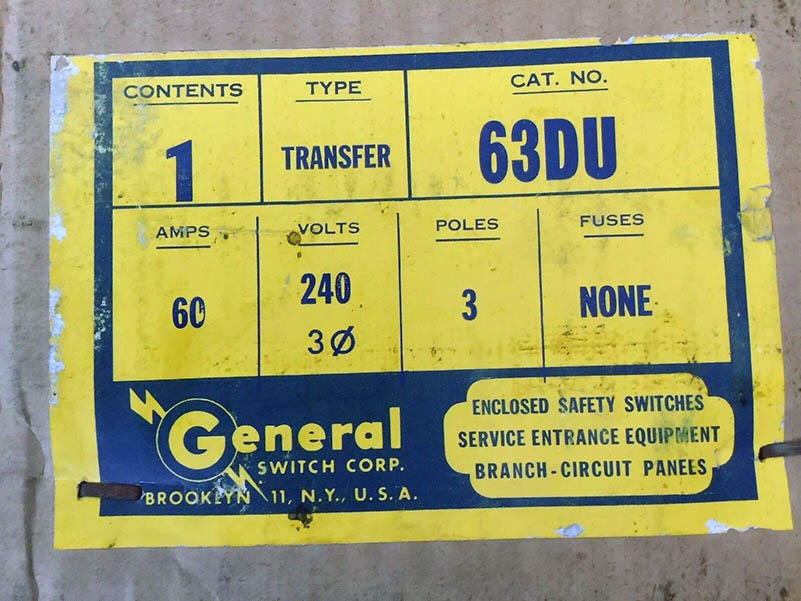 CONTENTS
1
TYPE
TRANSFER
CAT. NO.
63DU
AMPS
60
VOLTS
240
3Ø
POLES
3
FUSES
NONE
General
SWITCH CORP.
BROOKLYN 11, N.Y., U.S.A.
ENCLOSED SAFETY SWITCHES
SERVICE ENTRANCE EQUIPMENT
BRANCH-CIRCUIT PANELS